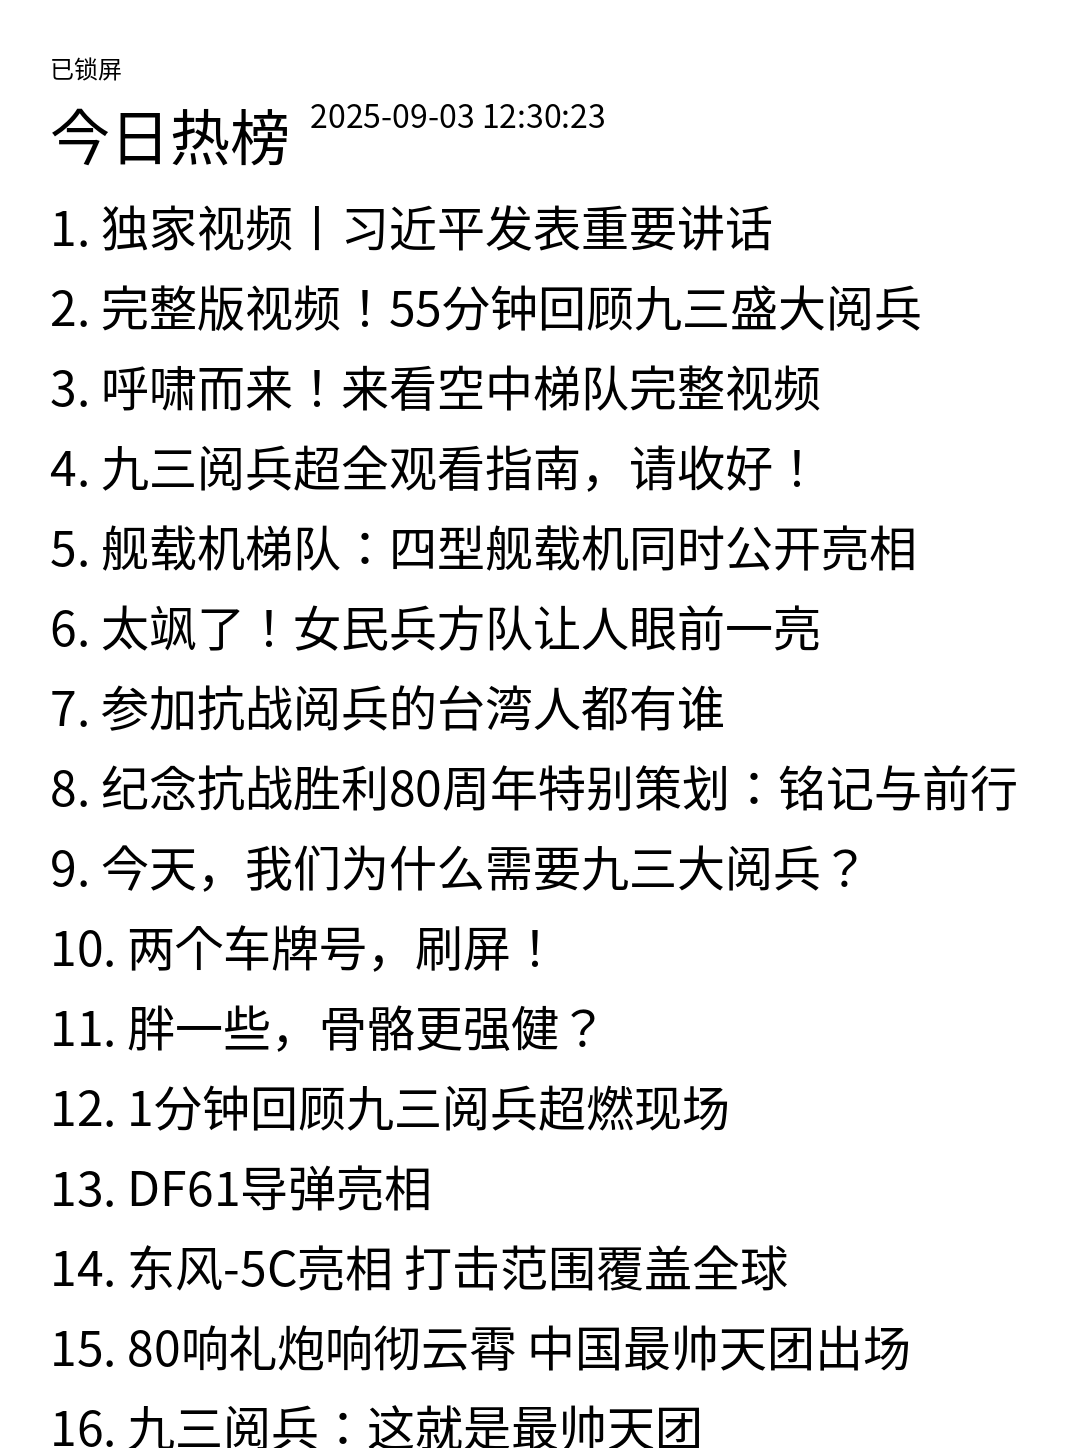 已锁屏
今日热榜 2025-09-03 12:30:23
1. 独家视频丨习近平发表重要讲话
2. 完整版视频！55分钟回顾九三盛大阅兵
3. 呼啸而来！来看空中梯队完整视频
4. 九三阅兵超全观看指南，请收好！
5. 舰载机梯队：四型舰载机同时公开亮相
6. 太飒了！女民兵方队让人眼前一亮
7. 参加抗战阅兵的台湾人都有谁
8. 纪念抗战胜利80周年特别策划：铭记与前行
9. 今天，我们为什么需要九三大阅兵？
10. 两个车牌号，刷屏！
11. 胖一些，骨骼更强健？
12. 1分钟回顾九三阅兵超燃现场
13. DF61导弹亮相
14. 东风-5C亮相 打击范围覆盖全球
15. 80响礼炮响彻云霄 中国最帅天团出场
16. 九三阅兵：这就是最帅天团